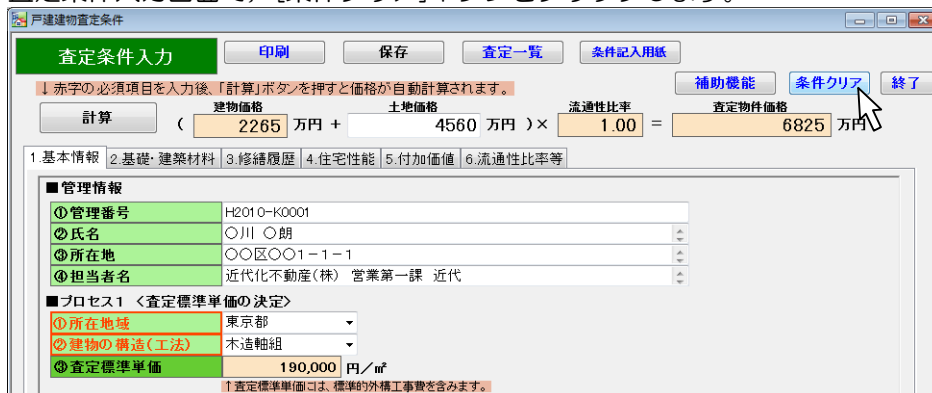 戸建建物査定条件
査定条件入力 印刷 保存 査定一覧 条件記入用紙
補助機能 条件クリア 終了
↓赤字の必須項目を入力後、「計算」ボタンを押すと価格が自動計算されます。
建物価格 土地価格 流通性比率 査定物件価格
計算 ( 2265 万円 + 4560 万円 )× 1.00 = 6825 万円
1.基本情報 2.基礎・建築材料 3.修繕履歴 4.住宅性能 5.付加価値 6.流通性比率等
■管理情報
①管理番号 H2010-K0001
②氏名 〇川 〇朗
③所在地 〇〇区〇〇1-1-1
④担当者名 近代化不動産(株) 営業第一課 近代
■プロセス1 <査定標準単価の決定>
①所在地域 東京都
②建物の構造(工法) 木造軸組
③査定標準単価 190,000 円/㎡
↑査定標準単価には、標準的外構工事費を含みます。